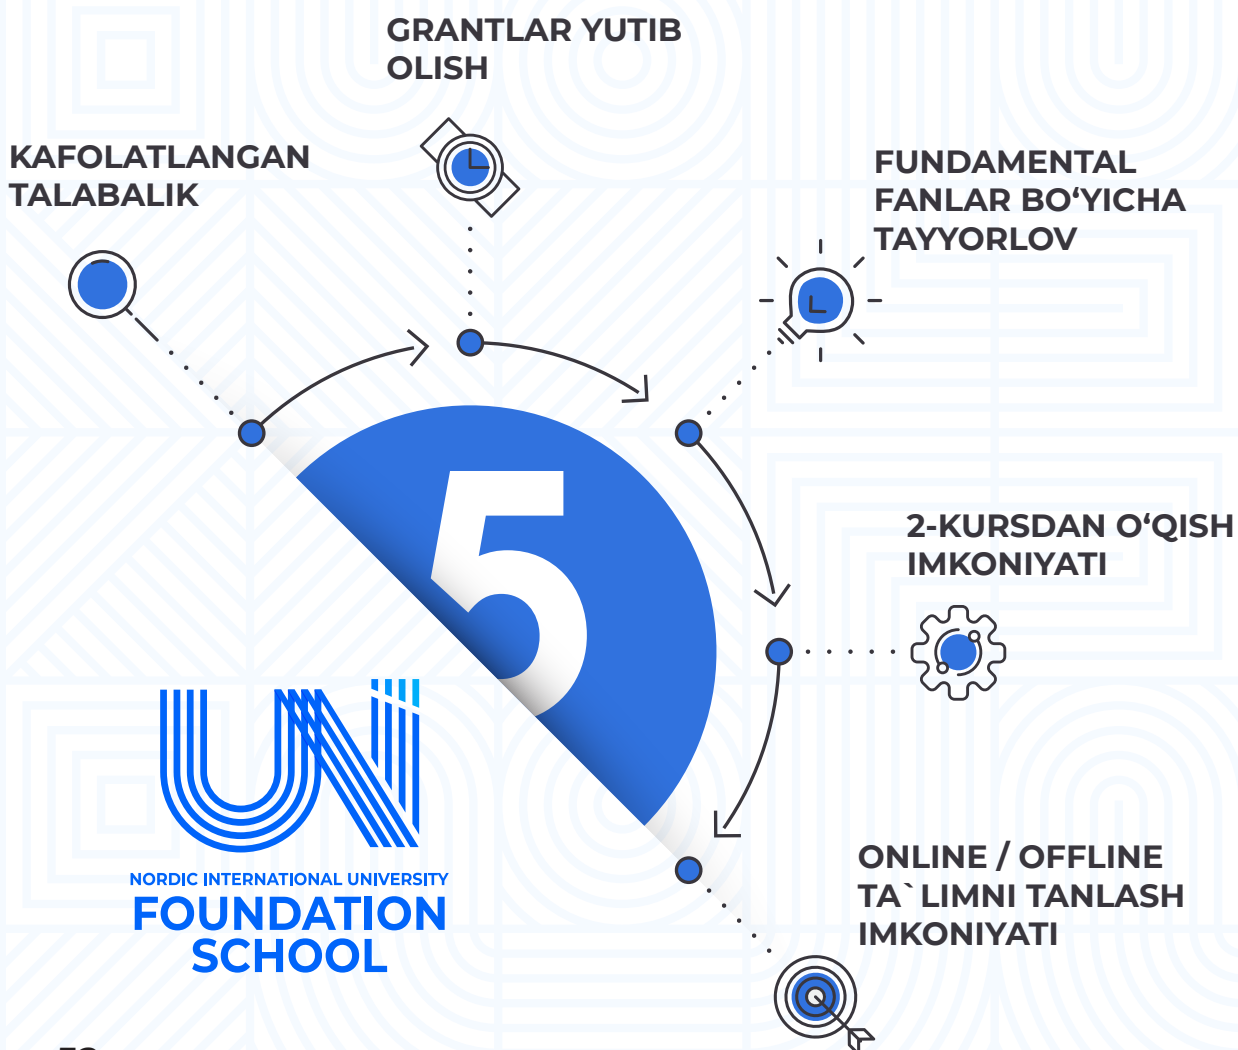 GRANTLAR YUTIB
OLISH
KAFOLATLANGAN
TALABALIK
FUNDAMENTAL
FANLAR BO‘YICHA
TAYYORLOV
5
2-KURSDAN O‘QISH
IMKONIYATI
UNi
NORDIC INTERNATIONAL UNIVERSITY
FOUNDATION
SCHOOL
ONLINE / OFFLINE
TA`LIMNI TANLASH
IMKONIYATI